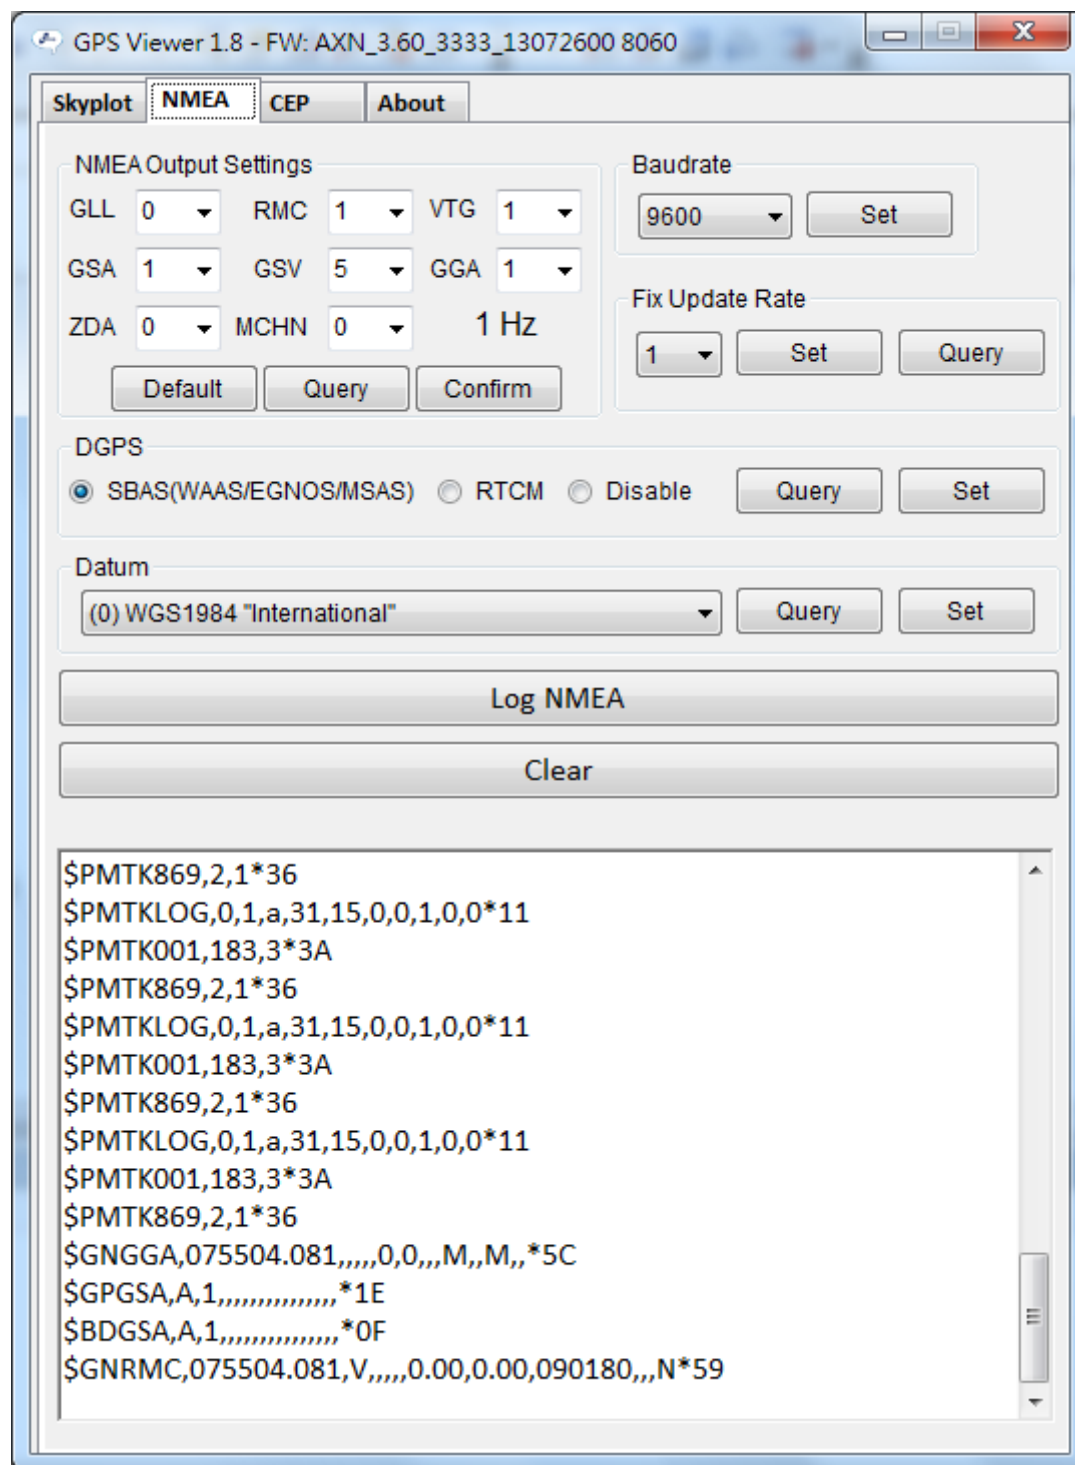 GPS Viewer 1.8 - FW: AXN_3.60_3333_13072600 8060
Skyplot NMEA CEP About
NMEA Output Settings
GLL 0 RMC 1 VTG 1
GSA 1 GSV 5 GGA 1
ZDA 0 MCHN 0 1 Hz
Default Query Confirm
Baudrate
9600 Set
Fix Update Rate
1 Set Query
DGPS
SBAS(WAAS/EGNOS/MSAS) RTCM Disable Query Set
Datum
(0) WGS1984 "International" Query Set
Log NMEA
Clear
$PMTK869,2,1*36
$PMTKLOG,0,1,a,31,15,0,0,1,0,0*11
$PMTK001,183,3*3A
$PMTK869,2,1*36
$PMTKLOG,0,1,a,31,15,0,0,1,0,0*11
$PMTK001,183,3*3A
$PMTK869,2,1*36
$PMTKLOG,0,1,a,31,15,0,0,1,0,0*11
$PMTK001,183,3*3A
$PMTK869,2,1*36
$GNGGA,075504.081,,,,,0,0,,,M,,M,,*5C
$GPGSA,A,1,,,,,,,,,,,,,,,*1E
$BDGSA,A,1,,,,,,,,,,,,,,,*0F
$GNRMC,075504.081,V,,,,,0.00,0.00,090180,,,N*59